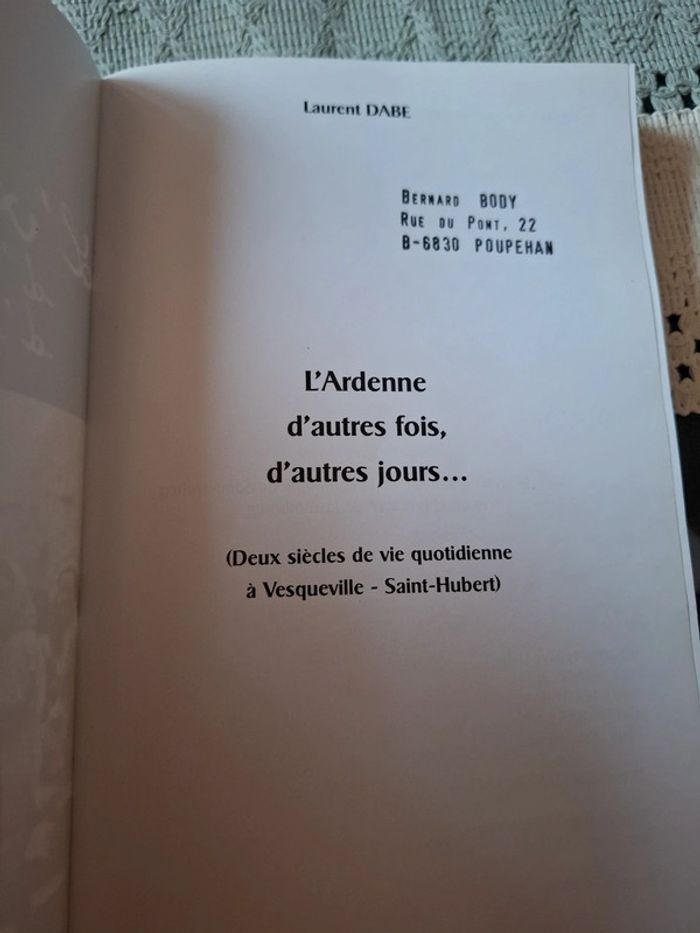 Laurent DABE
BERNARD BODY
RUE DU PONT, 22
B-6830 POUPEHAN
L'Ardenne
d'autres fois,
d'autres jours...
(Deux siècles de vie quotidienne
à Vesqueville - Saint-Hubert)